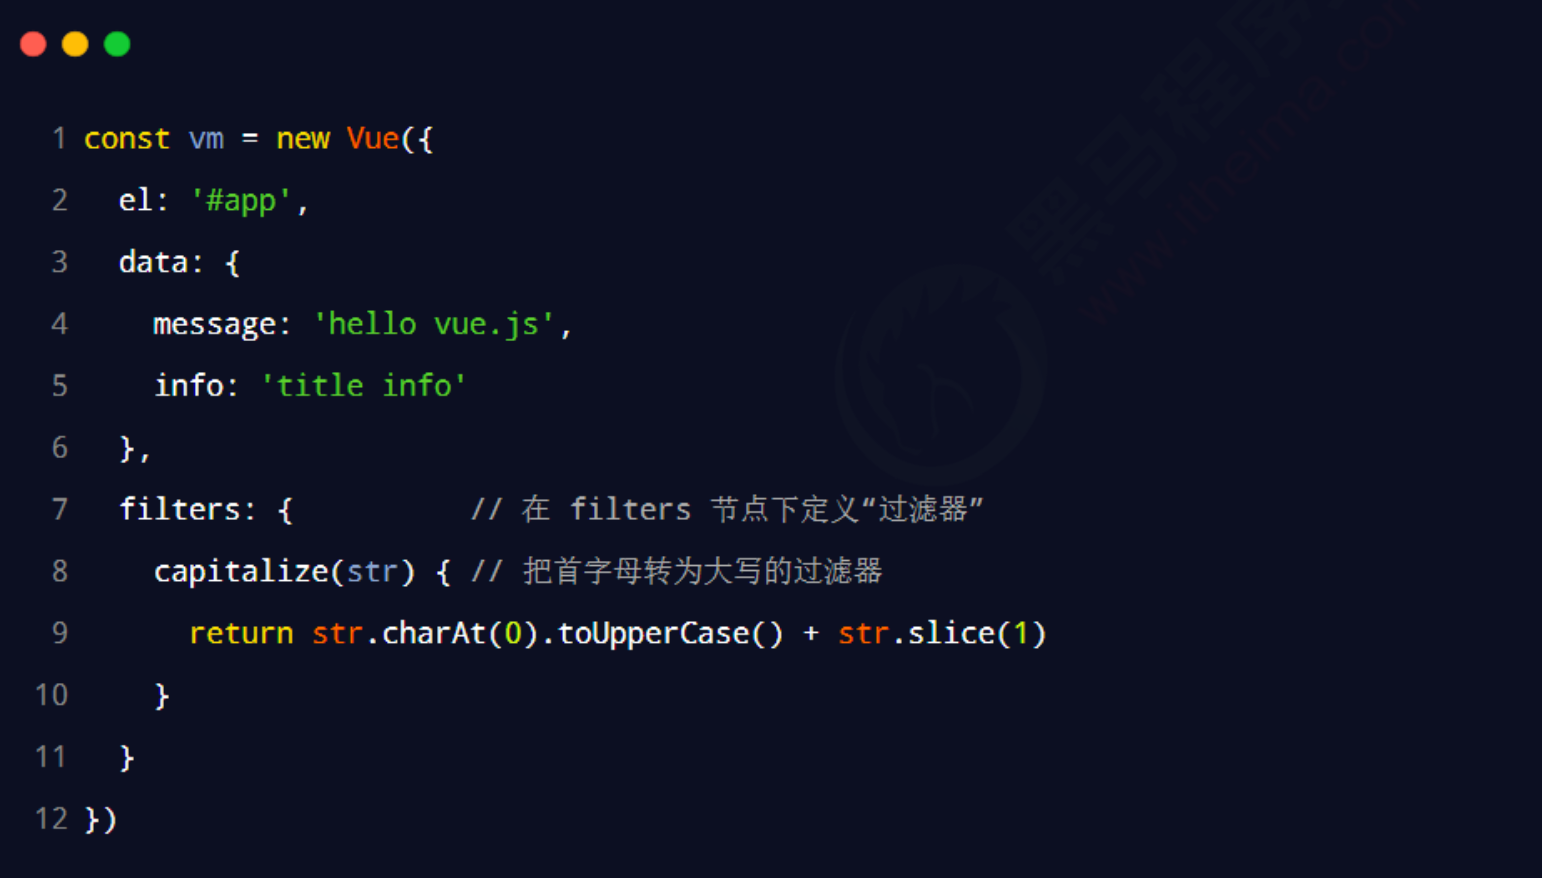 1 const vm = new Vue({
2   el: '#app',
3   data: {
4     message: 'hello vue.js',
5     info: 'title info'
6   },
7   filters: {          // 在 filters 节点下定义“过滤器”
8     capitalize(str) { // 把首字母转为大写的过滤器
9       return str.charAt(0).toUpperCase() + str.slice(1)
10     }
11   }
12 })
黑马程序
www.itheima.com